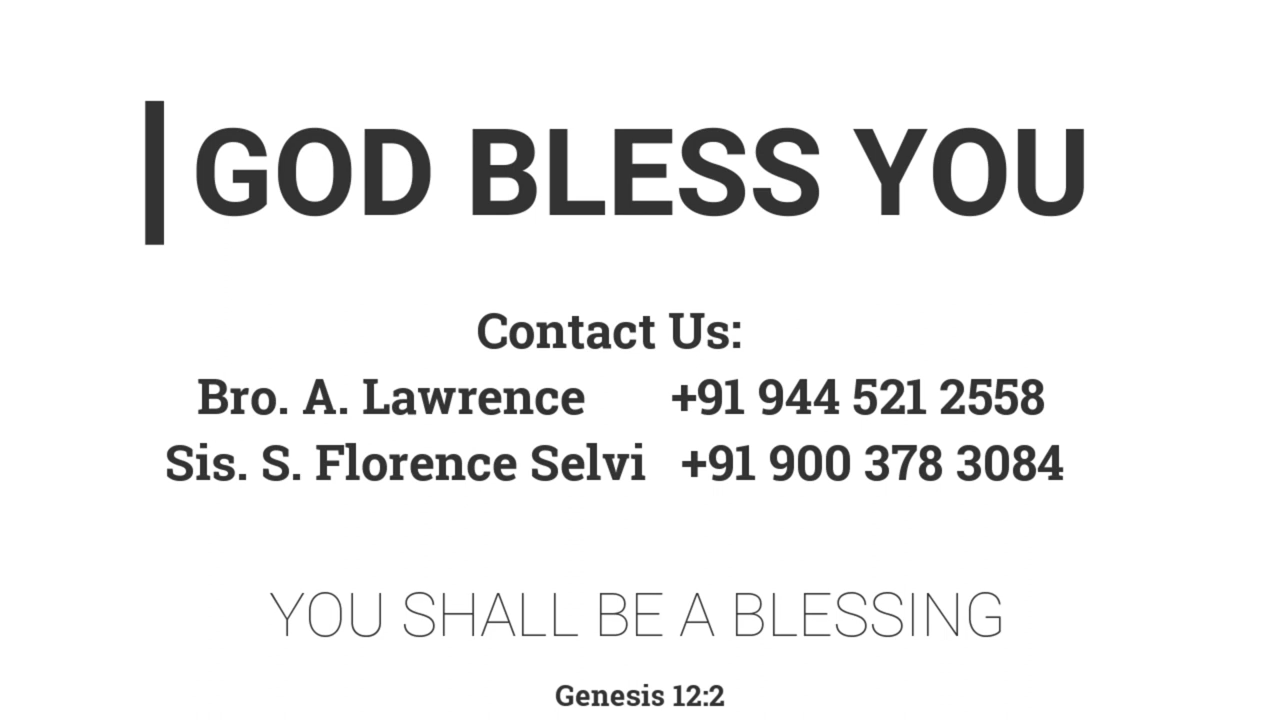 GOD BLESS YOU
Contact Us:
Bro. A. Lawrence +91 944 521 2558
Sis. S. Florence Selvi +91 900 378 3084
YOU SHALL BE A BLESSING
Genesis 12:2